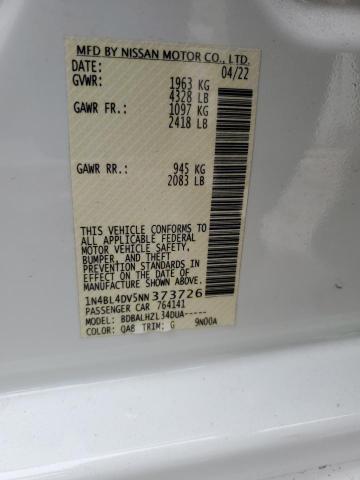 MFD BY NISSAN MOTOR CO., LTD.
DATE: 04/22
GVWR: 1963 KG
4328 LB
GAWR FR.: 1097 KG
2418 LB
GAWR RR.: 945 KG
2083 LB
THIS VEHICLE CONFORMS TO
ALL APPLICABLE FEDERAL
MOTOR VEHICLE SAFETY,
BUMPER, AND THEFT
PREVENTION STANDARDS IN
EFFECT ON THE DATE OF
MANUFACTURE SHOWN ABOVE.
1N4BL4DV5NN373726
PASSENGER CAR 764141
MODEL: BDBALHZL34DUA-----
COLOR: QAB TRIM: G 9N00A